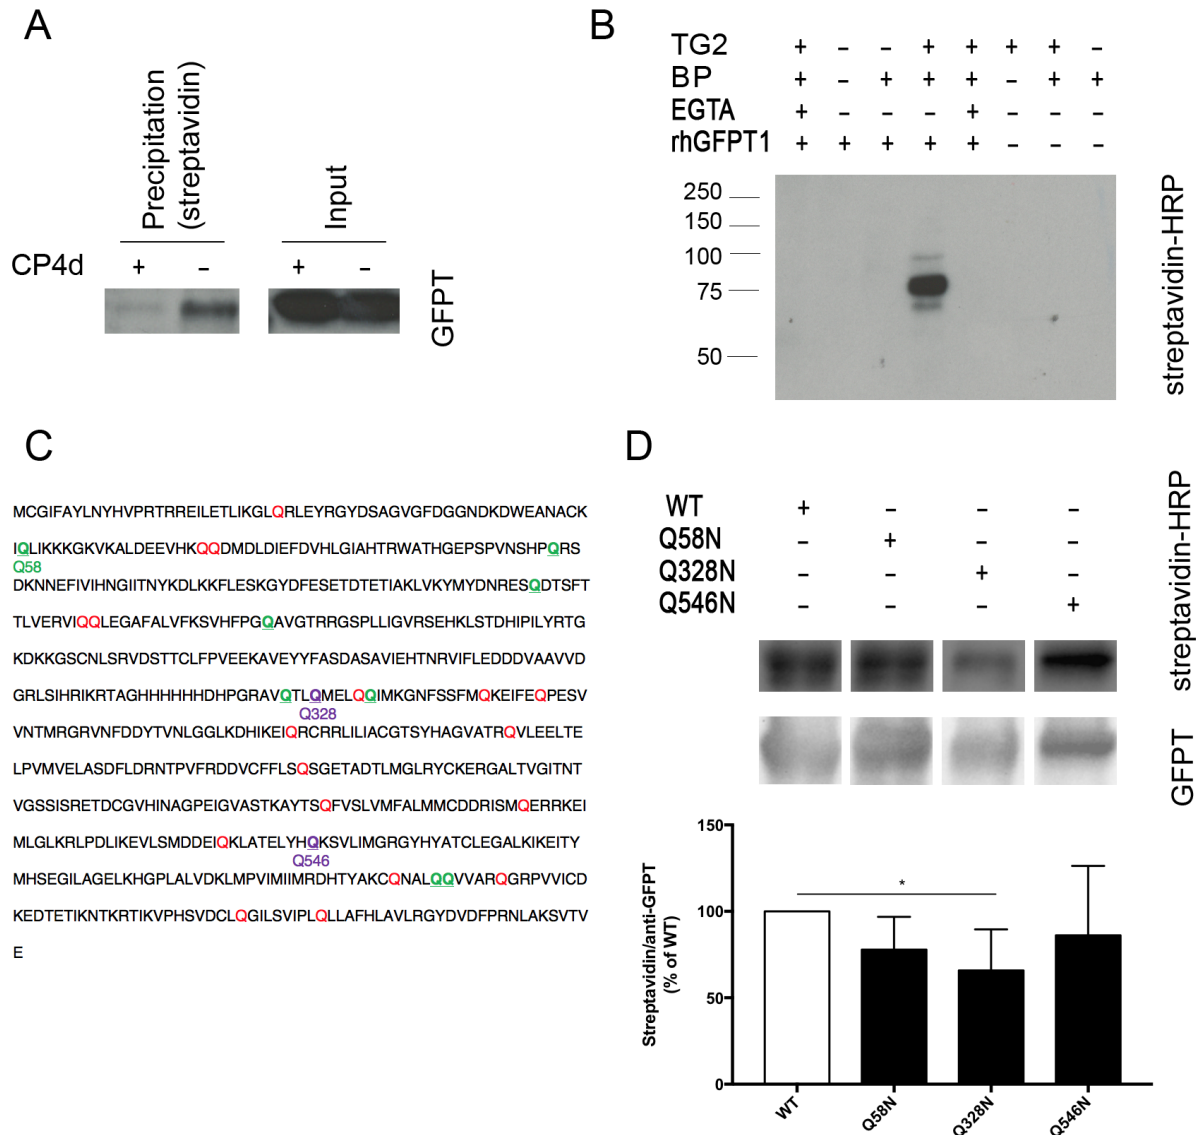 A
Precipitation
(streptavidin)
Input
CP4d + – + –
GFPT
B
TG2 + – – + + + + –
BP + – + + + – + +
EGTA + – – – + – – –
rhGFPT1 + + + + + – – –
250
150
100
75
50
streptavidin-HRP
C
MCGIFAYLNYHVPRTRREILETLIKGLQRLEYRGYDSAGVGFDGGNDKDWEANACK
IQLIKKKGKVKALDEEVHKQQDMDLDIEFDVHLGIAHTRWATHGEPSPVNSHPQRS
Q58
DKNNEFIVIHNGIITNYKDLKKFLESKGYDFESETDTETIAKLVKYMYDNRESQDTSFT
TLVERVIQQLEGAFALVFKSVHFPGQAVGTRRGSPLLIGVRSEHKLSTDHIPILYRTG
KDKKGSCNLSRVDSTTCLFPVEEKAVEYYFASDASAVIEHTNRVIFLEDDDVAAVVD
GRLSIHRIKRTAGHHHHHHDHPGRAVQTLQMELQQIMKGNFSSFMQKEIFEQPESV
Q328
VNTMRGRVNFDDYTVNLGGLKDHIKEIQRCRRLILIACGTSYHAGVATRQVLEELTE
LPVMVELASDFLDRNTPVFRDDVCFFLSQSGETADTLMGLRYCKERGALTVGITNT
VGSSISRETDCGVHINAGPEIGVASTKAYTSQFVSLVMFALMMCDDRISMQERRKEI
MLGLKRLPDLIKEVLSMDDEIQKLATELYHQKSVLIMGRGYHYATCLEGALKIKEITY
Q546
MHSEGILAGELKHGPLALVDKLMPVIMIIMRDHTYAKCQNALQQVVARQGRPVVICD
KEDTETIKNTKRTIKVPHSVDCLQGILSVIPLQLLAFHLAVLRGYDVDFPRNLAKSVTV
E
D
WT + – – –
Q58N – + – –
Q328N – – + –
Q546N – – – +
streptavidin-HRP
GFPT
Streptavidin/anti-GFPT
(% of WT)
150
100
50
0
*
WT
Q58N
Q328N
Q546N